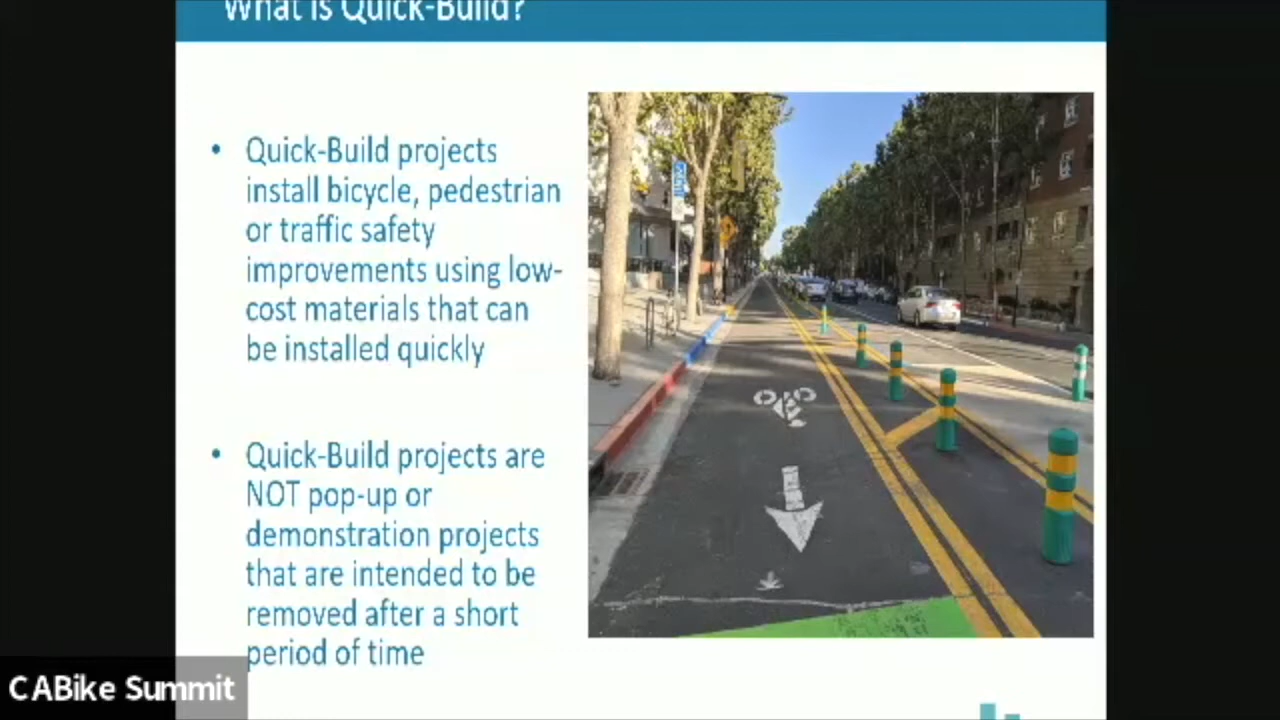 What is Quick-Build?
• Quick-Build projects
install bicycle, pedestrian
or traffic safety
improvements using low-
cost materials that can
be installed quickly
• Quick-Build projects are
NOT pop-up or
demonstration projects
that are intended to be
removed after a short
period of time
CABike Summit